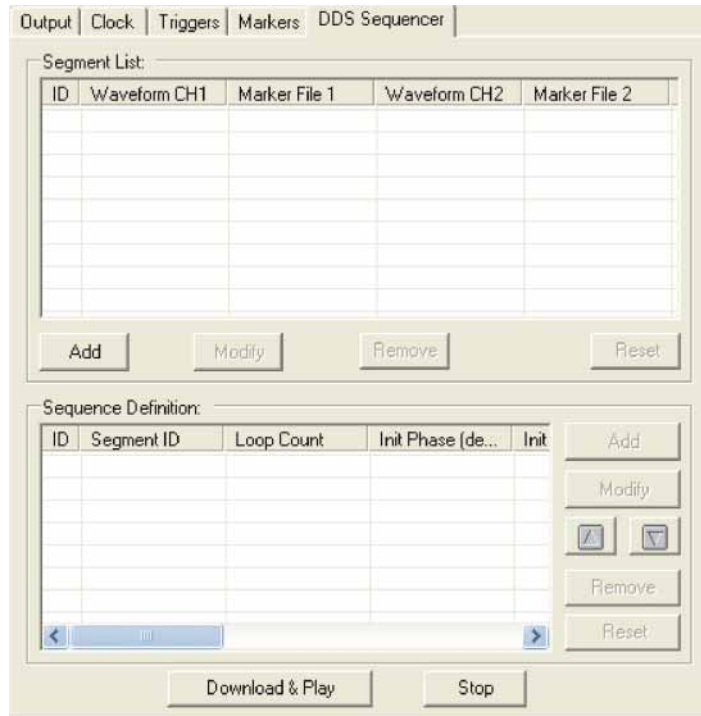 Output Clock Triggers Markers DDS Sequencer
Segment List:
ID Waveform CH1 Marker File 1 Waveform CH2 Marker File 2
Add Modify Remove Reset
Sequence Definition:
ID Segment ID Loop Count Init Phase (de... Init
Add
Modify
Remove
Reset
Download & Play Stop